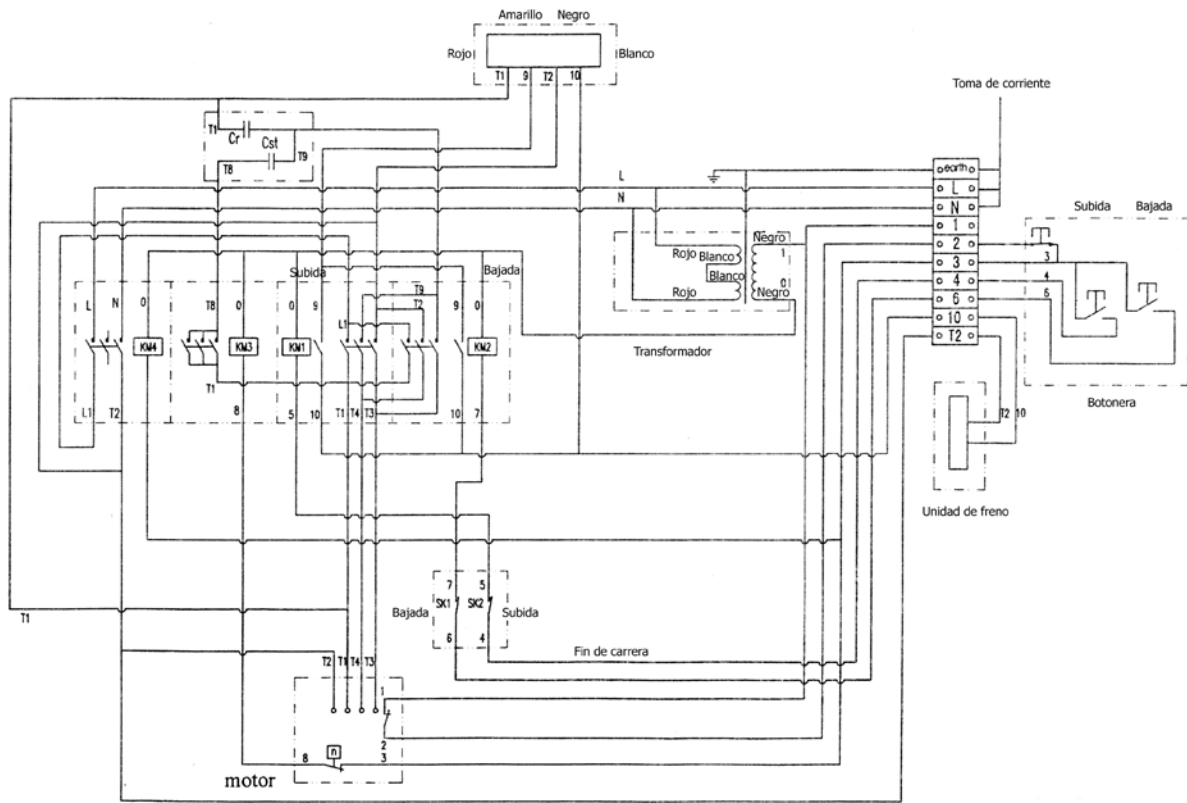 Amarillo Negro
Rojo Blanco
T1 9 T2 10
Toma de corriente
T1 Cr
Cst T9
T8
earth
L
N
L
N
1
2
3
4
6
10
T2
Subida Bajada
3
4
6
Botonera
Rojo Negro
Blanco 1
Blanco
Rojo 0
Negro
Transformador
Subida Bajada
L N 0 T8 0 0 9 T9 T2 9 0
L1
KM4 KM3 KM1 KM2
T1
L1 T2 8 5 10 T1 T4 T3 10 7
T2 10
Unidad de freno
7 5
Bajada SK1 SK2 Subida
6 4
Fin de carrera
T1
T2 T1 T4 T3
1
2
n
8 3
motor